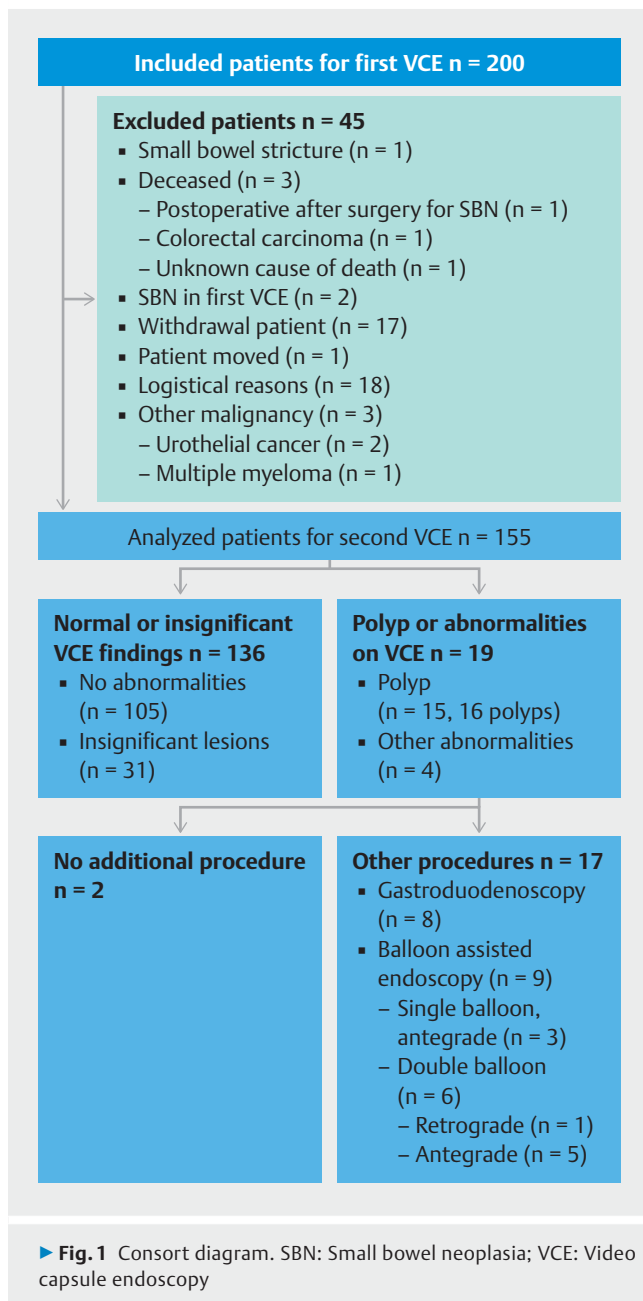 Included patients for first VCE n = 200
Excluded patients n = 45
▪ Small bowel stricture (n = 1)
▪ Deceased (n = 3)
– Postoperative after surgery for SBN (n = 1)
– Colorectal carcinoma (n = 1)
– Unknown cause of death (n = 1)
▪ SBN in first VCE (n = 2)
▪ Withdrawal patient (n = 17)
▪ Patient moved (n = 1)
▪ Logistical reasons (n = 18)
▪ Other malignancy (n = 3)
– Urothelial cancer (n = 2)
– Multiple myeloma (n = 1)
Analyzed patients for second VCE n = 155
Normal or insignificant
VCE findings n = 136
▪ No abnormalities
(n = 105)
▪ Insignificant lesions
(n = 31)
Polyp or abnormalities
on VCE n = 19
▪ Polyp
(n = 15, 16 polyps)
▪ Other abnormalities
(n = 4)
No additional procedure
n = 2
Other procedures n = 17
▪ Gastroduodenoscopy
(n = 8)
▪ Balloon assisted
endoscopy (n = 9)
– Single balloon,
antegrade (n = 3)
– Double balloon
(n = 6)
– Retrograde (n = 1)
– Antegrade (n = 5)
▶ Fig. 1 Consort diagram. SBN: Small bowel neoplasia; VCE: Video
capsule endoscopy